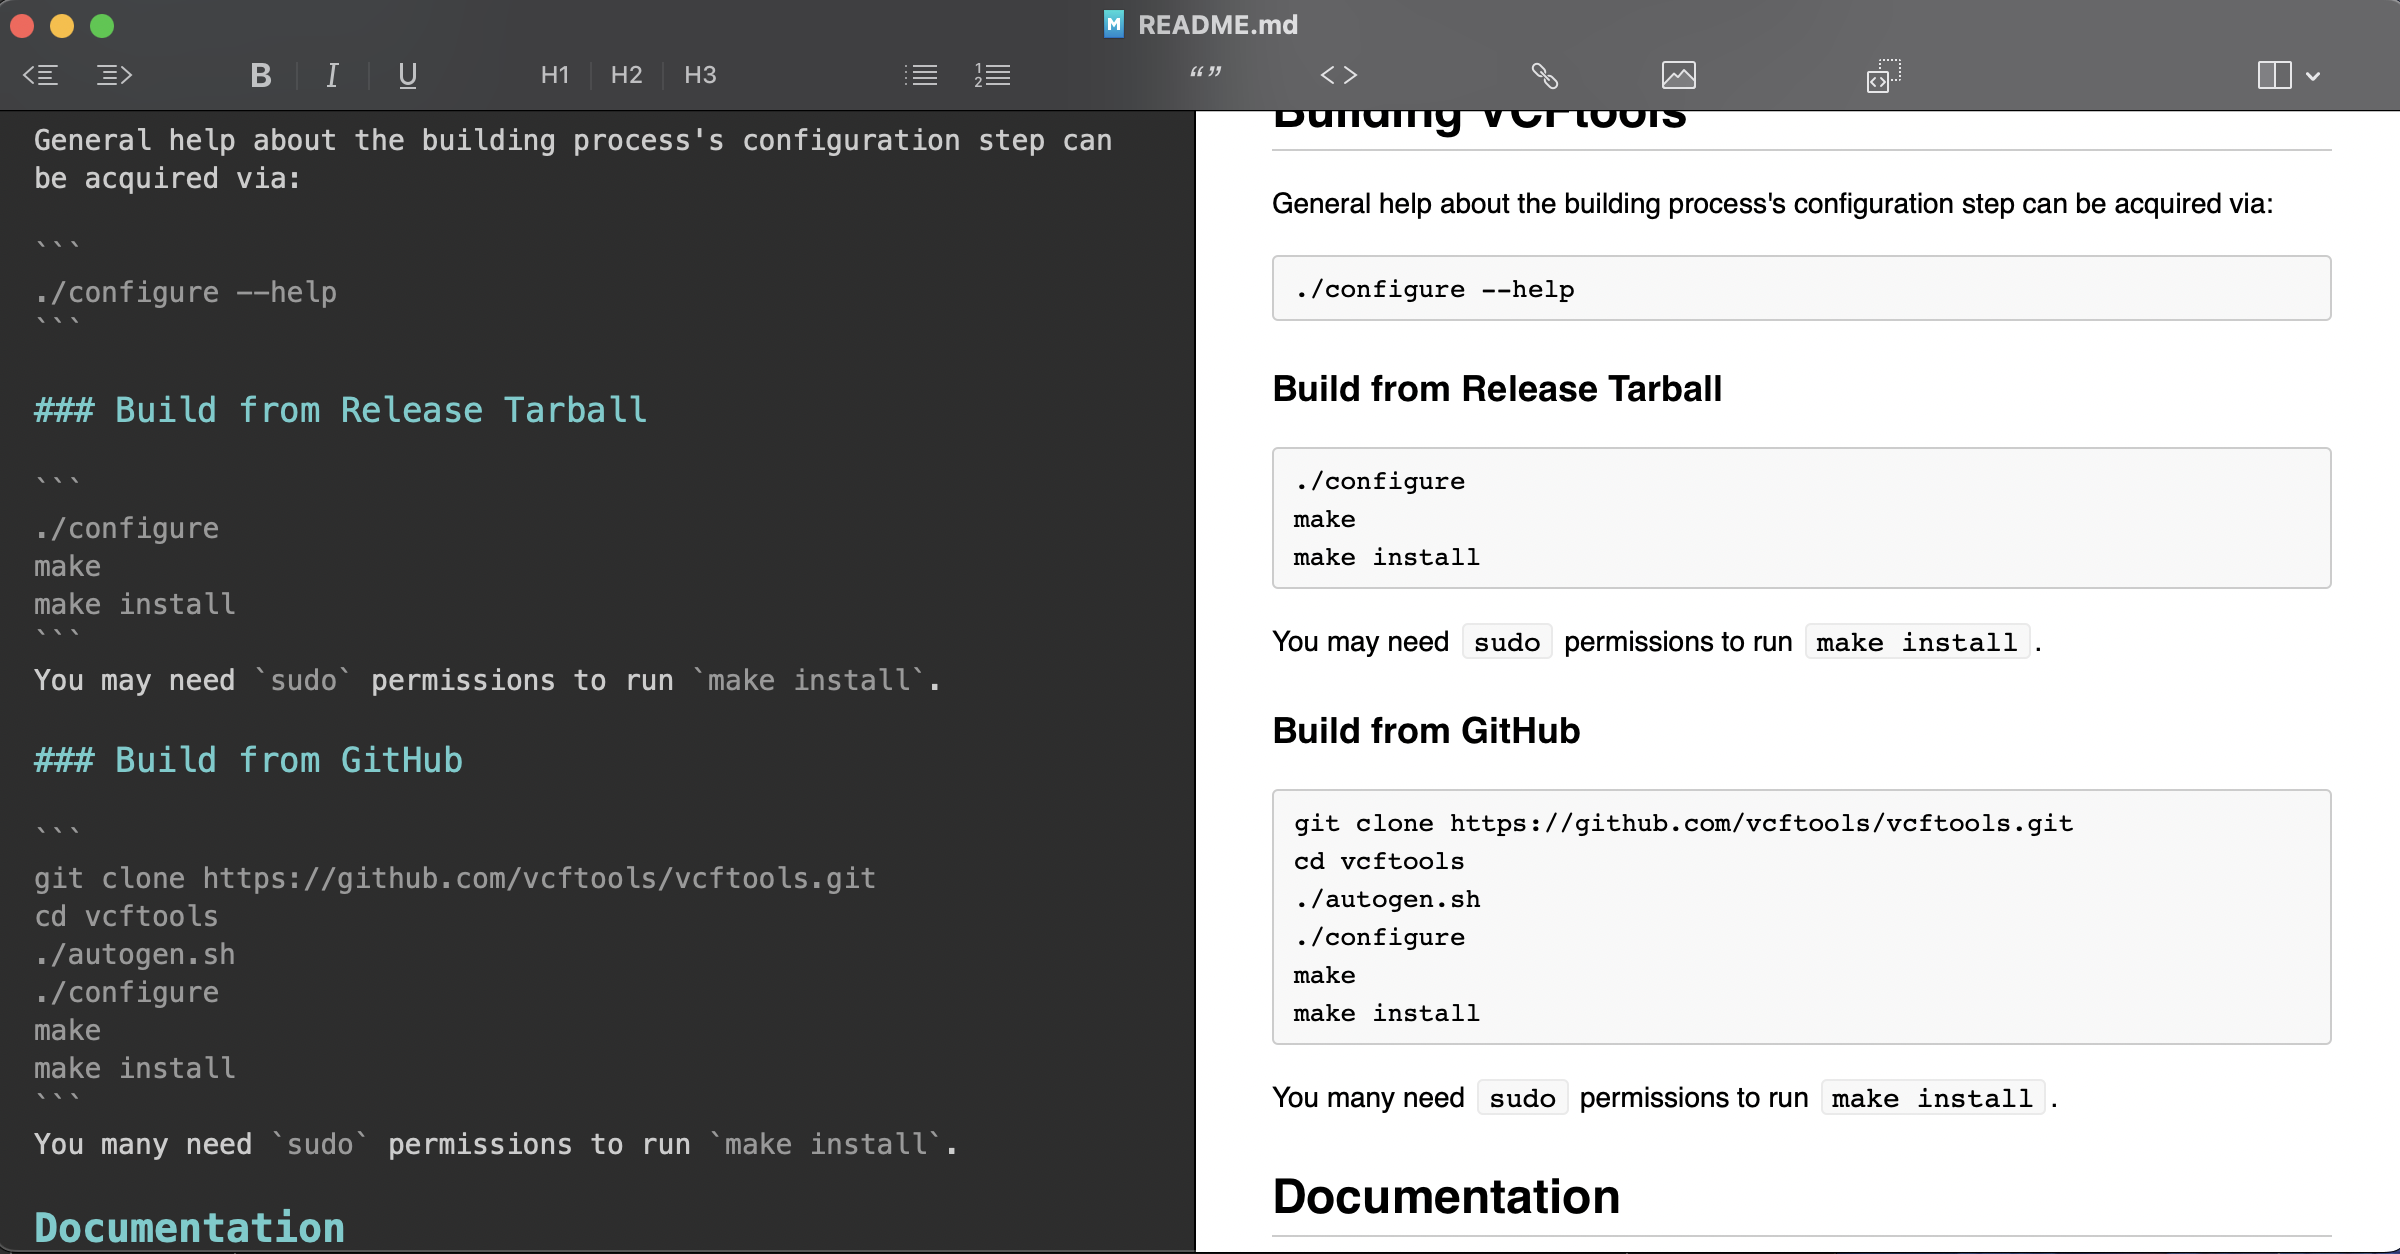 README.md
B I U H1 H2 H3 “” <>
General help about the building process's configuration step can
be acquired via:
```
./configure --help
```
### Build from Release Tarball
```
./configure
make
make install
```
You may need `sudo` permissions to run `make install`.
### Build from GitHub
```
git clone https://github.com/vcftools/vcftools.git
cd vcftools
./autogen.sh
./configure
make
make install
```
You many need `sudo` permissions to run `make install`.
Documentation
Building VCFtools
General help about the building process's configuration step can be acquired via:
./configure --help
Build from Release Tarball
./configure
make
make install
You may need sudo permissions to run make install.
Build from GitHub
git clone https://github.com/vcftools/vcftools.git
cd vcftools
./autogen.sh
./configure
make
make install
You many need sudo permissions to run make install.
Documentation